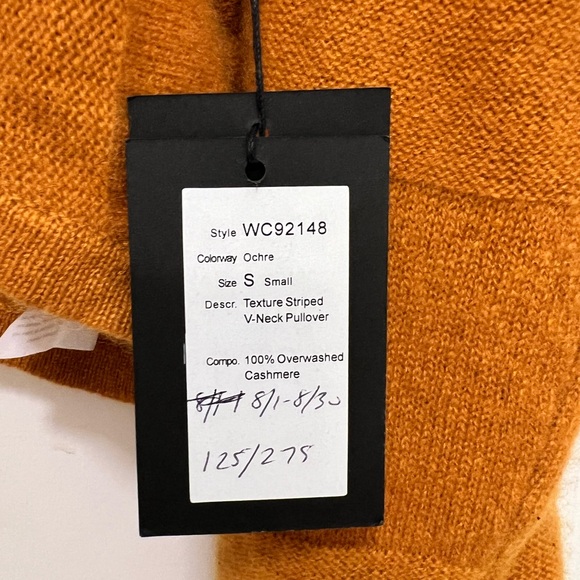 Style WC92148
Colorway Ochre
Size S Small
Descr. Texture Striped
V-Neck Pullover
Compo. 100% Overwashed
Cashmere
8/1-8/30
125/275